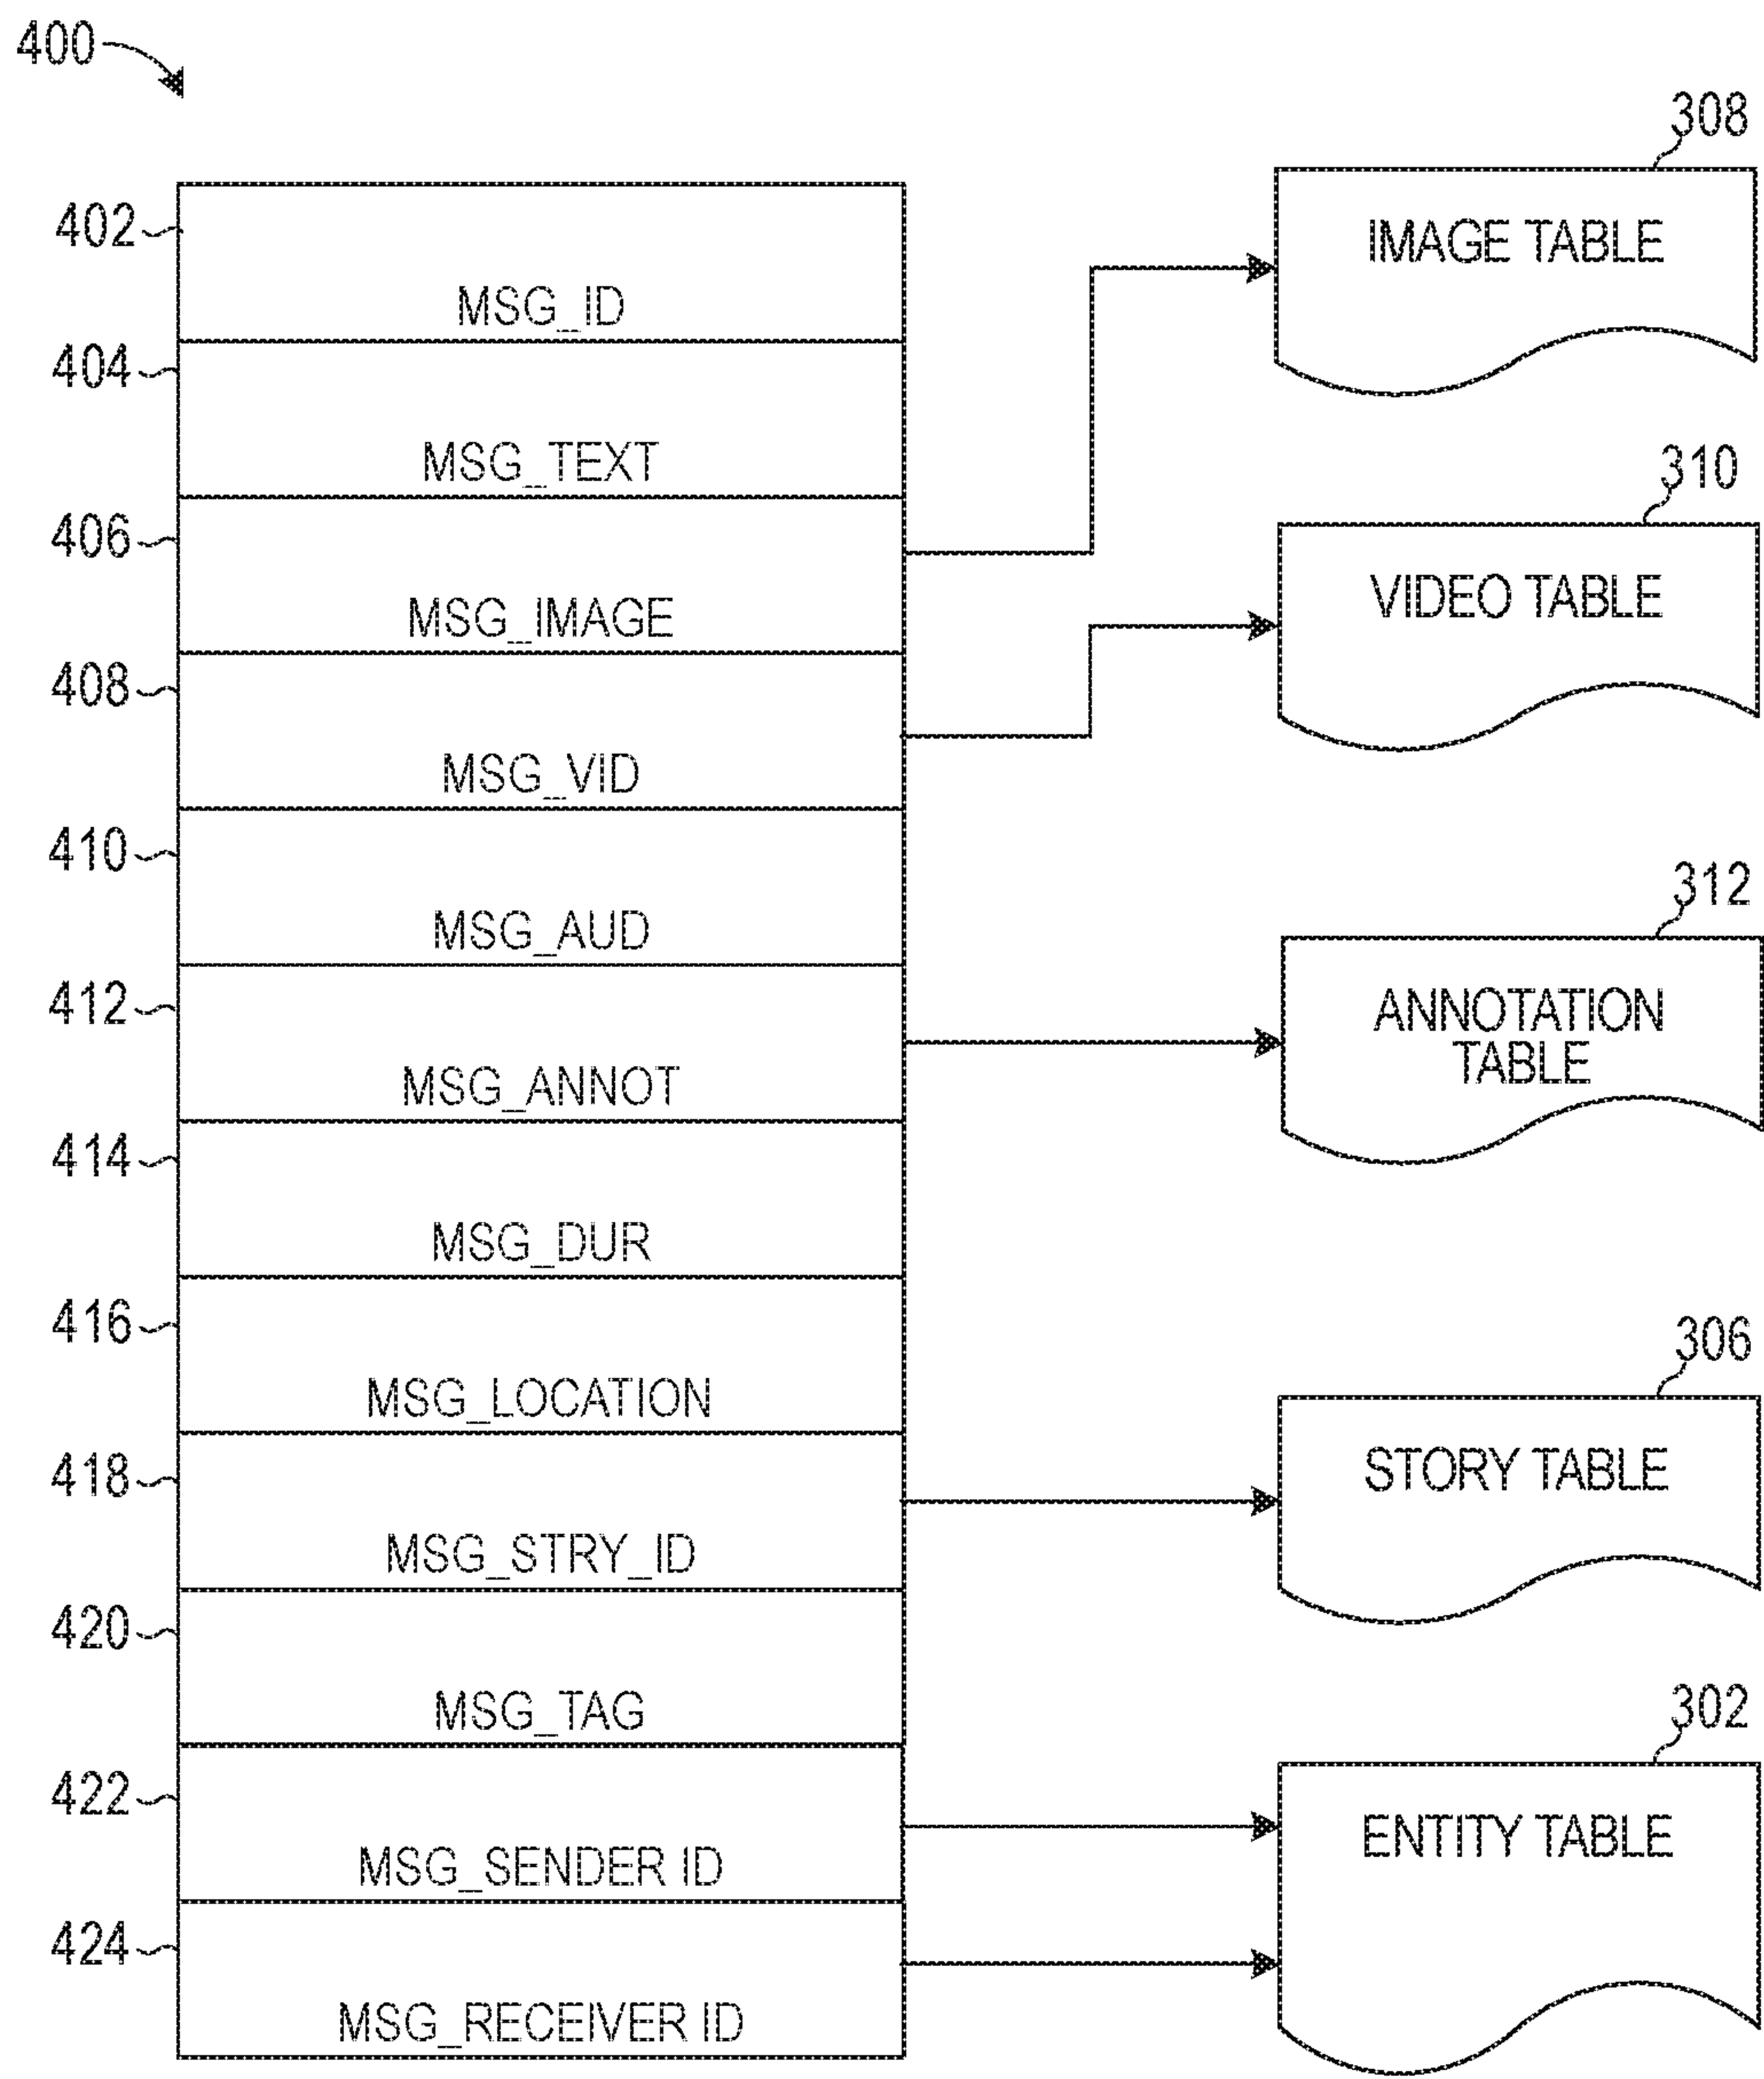 400
308
402
IMAGE TABLE
MSG_ID
404
MSG_TEXT
310
406
VIDEO TABLE
MSG_IMAGE
408
MSG_VID
410
312
MSG_AUD
412
ANNOTATION
TABLE
MSG_ANNOT
414
MSG_DUR
416
306
MSG_LOCATION
418
STORY TABLE
MSG_STRY_ID
420
302
MSG_TAG
422
ENTITY TABLE
MSG_SENDER ID
424
MSG_RECEIVER ID